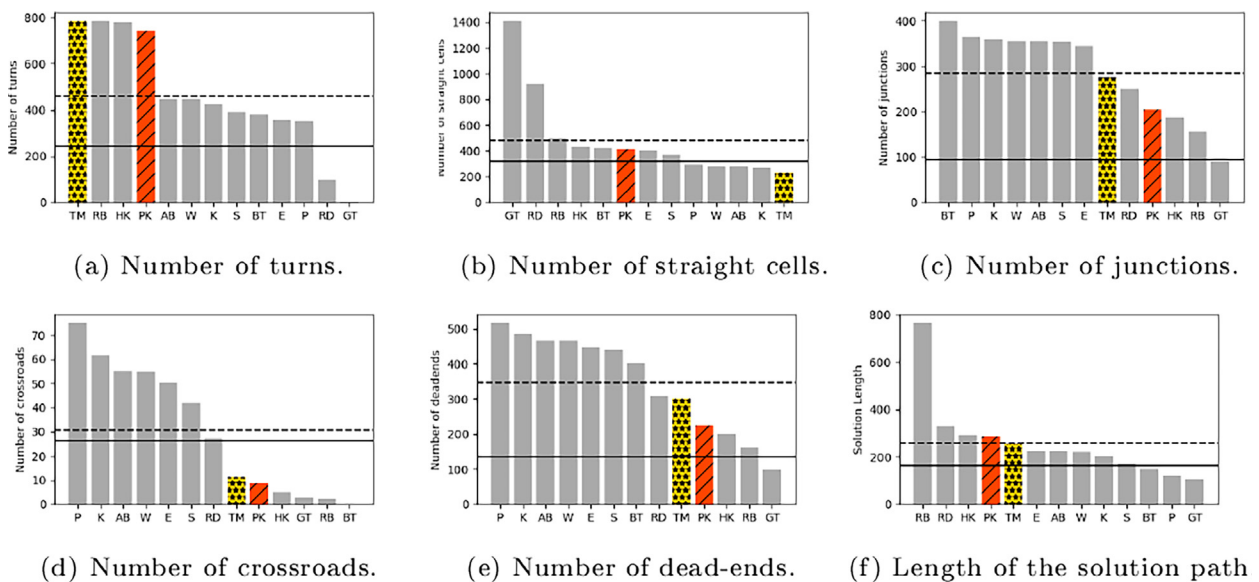 800
600
400
200
0
Number of turns
TM RB HK PK AB W K S BT E P RD GT
(a) Number of turns.
1400
1200
1000
800
600
400
200
0
Number of straight cells
GT RD RB HK BT PK E S P W AB K TM
(b) Number of straight cells.
400
300
200
100
0
Number of junctions
BT P K W AB S E TM RD PK HK RB GT
(c) Number of junctions.
70
60
50
40
30
20
10
0
Number of crossroads
P K AB W E S RD TM PK HK GT RB BT
(d) Number of crossroads.
500
400
300
200
100
0
Number of deadends
P K AB W E S BT RD TM PK HK RB GT
(e) Number of dead-ends.
800
600
400
200
0
Solution Length
RB RD HK PK TM E AB W K S BT P GT
(f) Length of the solution path